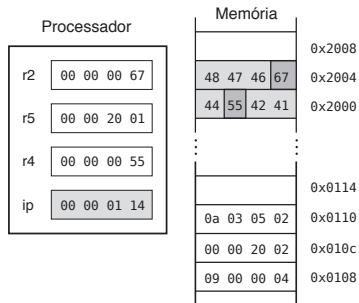 Processador
r2 00 00 00 67
r5 00 00 20 01
r4 00 00 00 55
ip 00 00 01 14
Memória
0x2008
48 47 46 67 0x2004
44 55 42 41 0x2000
0x0114
0a 03 05 02 0x0110
00 00 20 02 0x010c
09 00 00 04 0x0108